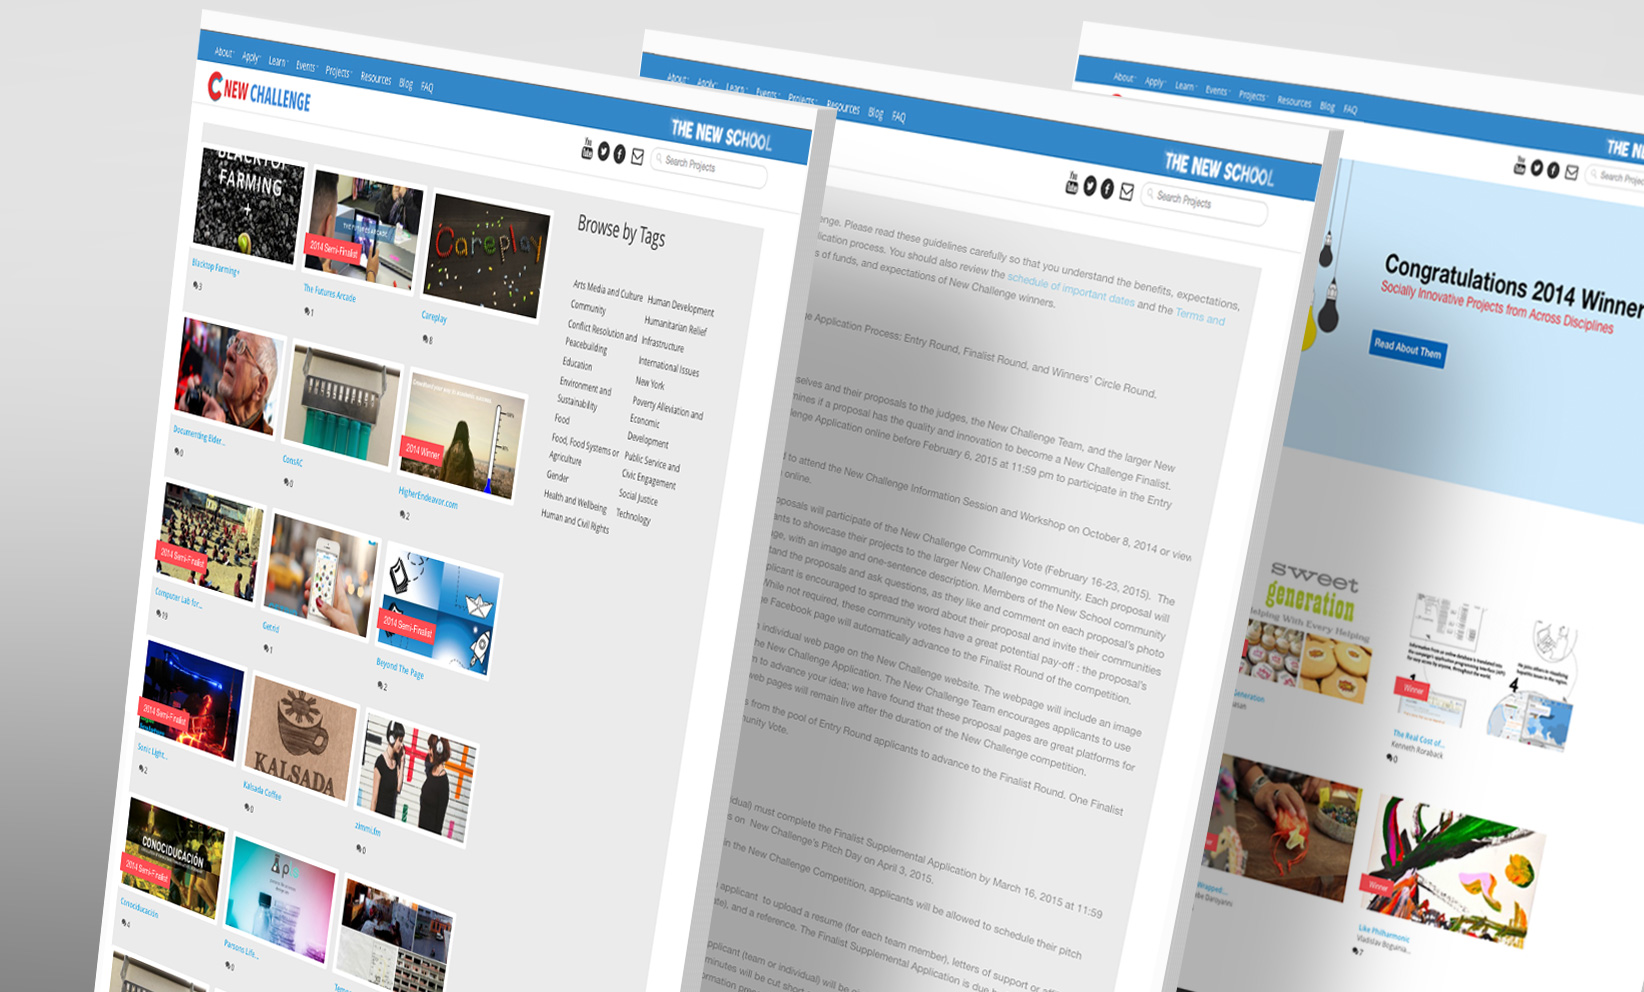 About Apply Learn Events Projects Resources Blog FAQ
NEW CHALLENGE
THE NEW SCHOOL
You
Search Projects
FARMING
+
Blacktop Farming+
3
THE FUTURES ARCADE
2014 Semi-Finalist
The Futures Arcade
1
Careplay
Careplay
8
Documenting Elder...
0
ComAC
0
2014 Winner
HigherEndeavor.com
2
2014 Semi-Finalist
Computer Lab for...
19
Getrid
1
2014 Semi-Finalist
Beyond The Page
2
2014 Semi-Finalist
Sonic Light...
2
KALSADA
Kalsada Coffee
0
zimmi.fm
0
CONOCIDUCACIÓN
2014 Semi-Finalist
Conociducación
4
Parsons Life...
0
Browse by Tags
Arts Media and Culture
Community
Conflict Resolution and
Peacebuilding
Education
Environment and
Sustainability
Food
Food, Food Systems or
Agriculture
Gender
Health and Wellbeing
Human and Civil Rights
Human Development
Humanitarian Relief
Infrastructure
International Issues
New York
Poverty Alleviation and
Economic
Development
Public Service and
Civic Engagement
Social Justice
Technology
About Apply Learn Events Projects Resources Blog FAQ
THE NEW SCHOOL
You
Search Projects
enge. Please read these guidelines carefully so that you understand the benefits, expectations,
lication process. You should also review the schedule of important dates and the Terms and
s of funds, and expectations of New Challenge winners.
ge Application Process: Entry Round, Finalist Round, and Winners' Circle Round.
selves and their proposals to the judges, the New Challenge Team, and the larger New
mines if a proposal has the quality and innovation to become a New Challenge Finalist.
lenge Application online before February 6, 2015 at 11:59 pm to participate in the Entry
d to attend the New Challenge Information Session and Workshop on October 8, 2014 or view
online.
oposals will participate of the New Challenge Community Vote (February 16-23, 2015). The
ants to showcase their projects to the larger New Challenge community. Each proposal will
ge, with an image and one-sentence description. Members of the New School community
tand the proposals and ask questions, as they like and comment on each proposal's photo
plicant is encouraged to spread the word about their proposal and invite their communities
While not required, these community votes have a great potential pay-off : the proposal's
e Facebook page will automatically advance to the Finalist Round of the competition.
individual web page on the New Challenge website. The webpage will include an image
he New Challenge Application. The New Challenge Team encourages applicants to use
n to advance your idea; we have found that these proposal pages are great platforms for
web pages will remain live after the duration of the New Challenge competition.
s from the pool of Entry Round applicants to advance to the Finalist Round. One Finalist
unity Vote.
idual) must complete the Finalist Supplemental Application by March 16, 2015 at 11:59
s on New Challenge's Pitch Day on April 3, 2015.
in the New Challenge Competition, applicants will be allowed to schedule their pitch
applicant to upload a resume (for each team member), letters of support or
ate), and a reference. The Finalist Supplemental Application is due
pplicant (team or individual) will be
minutes will be cut short
About Apply Learn Events Projects Resources Blog FAQ
THE NEW
You
Search Projec
Congratulations 2014 Winner
Socially Innovative Projects from Across Disciplines
Read About Them
sweet
generation
Helping With Every Helping
Generation
Winner
4
The Real Cost of...
Kenneth Roraback
0
Wrapped...
Winner
Like Philharmonic
7